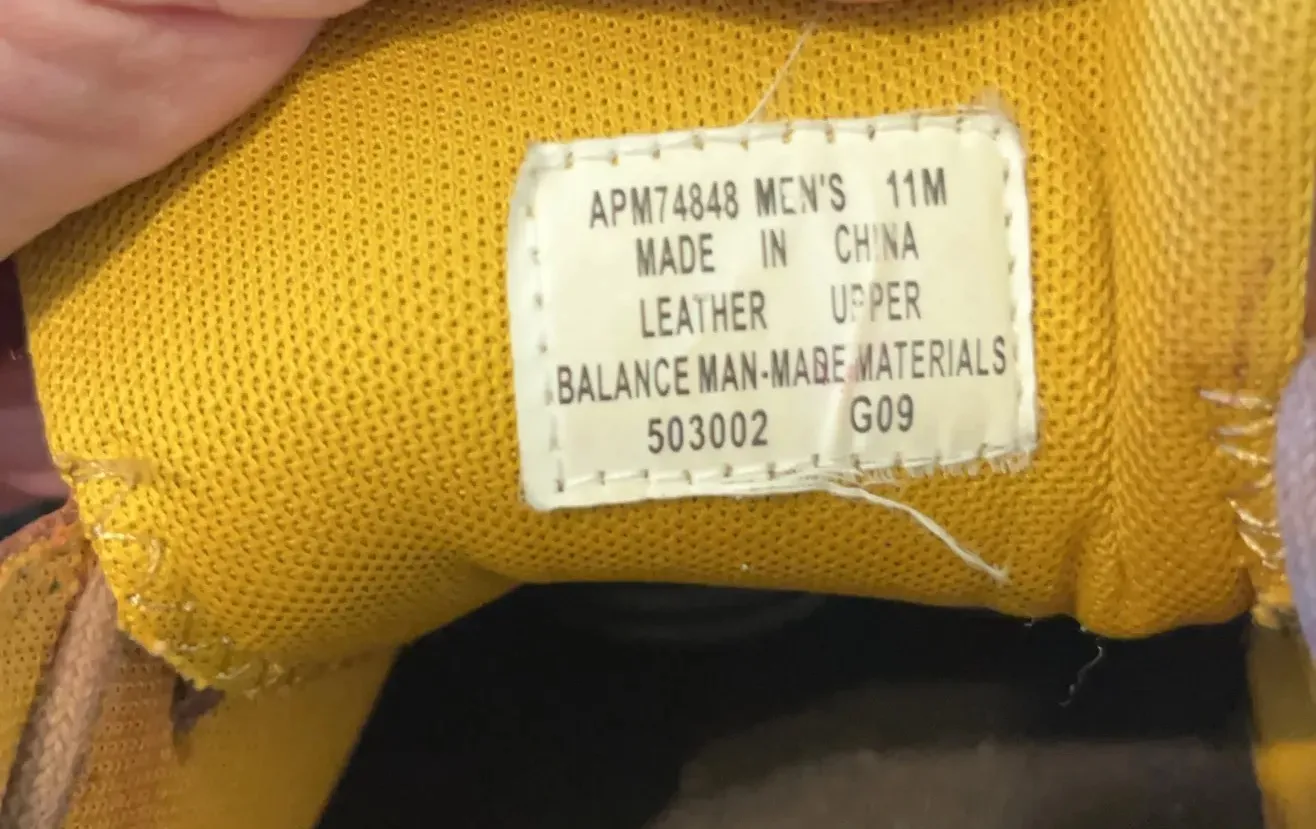 APM74848 MEN'S 11M
MADE IN CHINA
LEATHER UPPER
BALANCE MAN-MADE MATERIALS
503002 G09